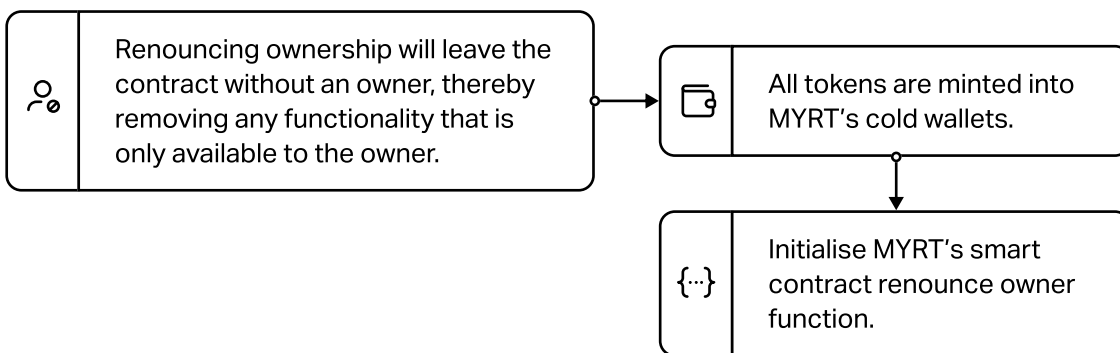 Renouncing ownership will leave the
contract without an owner, thereby
removing any functionality that is
only available to the owner.
All tokens are minted into
MYRT’s cold wallets.
Initialise MYRT’s smart
contract renounce owner
function.